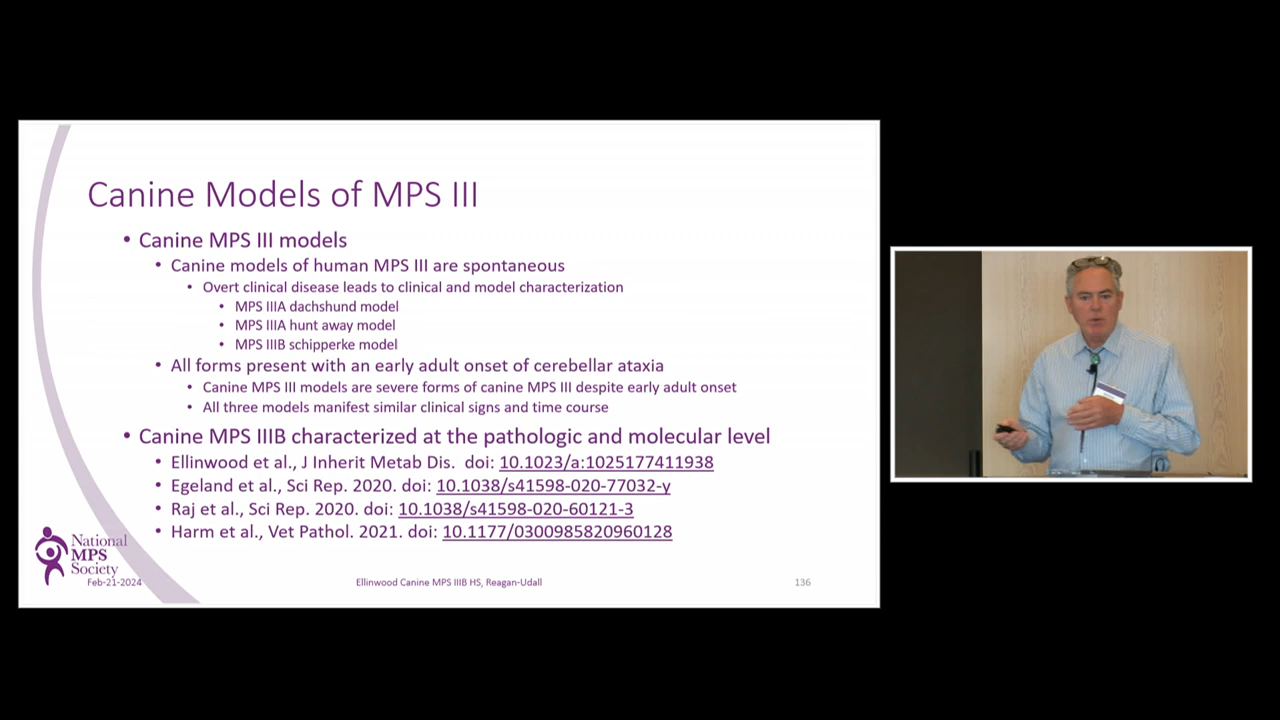 Canine Models of MPS III
• Canine MPS III models
• Canine models of human MPS III are spontaneous
• Overt clinical disease leads to clinical and model characterization
• MPS IIIA dachshund model
• MPS IIIA hunt away model
• MPS IIIB schipperke model
• All forms present with an early adult onset of cerebellar ataxia
• Canine MPS III models are severe forms of canine MPS III despite early adult onset
• All three models manifest similar clinical signs and time course
• Canine MPS IIIB characterized at the pathologic and molecular level
• Ellinwood et al., J Inherit Metab Dis. doi: 10.1023/a:1025177411938
• Egeland et al., Sci Rep. 2020. doi: 10.1038/s41598-020-77032-y
• Raj et al., Sci Rep. 2020. doi: 10.1038/s41598-020-60121-3
• Harm et al., Vet Pathol. 2021. doi: 10.1177/0300985820960128
National
MPS
Society
Feb-21-2024
Ellinwood Canine MPS IIIB HS, Reagan-Udall
136